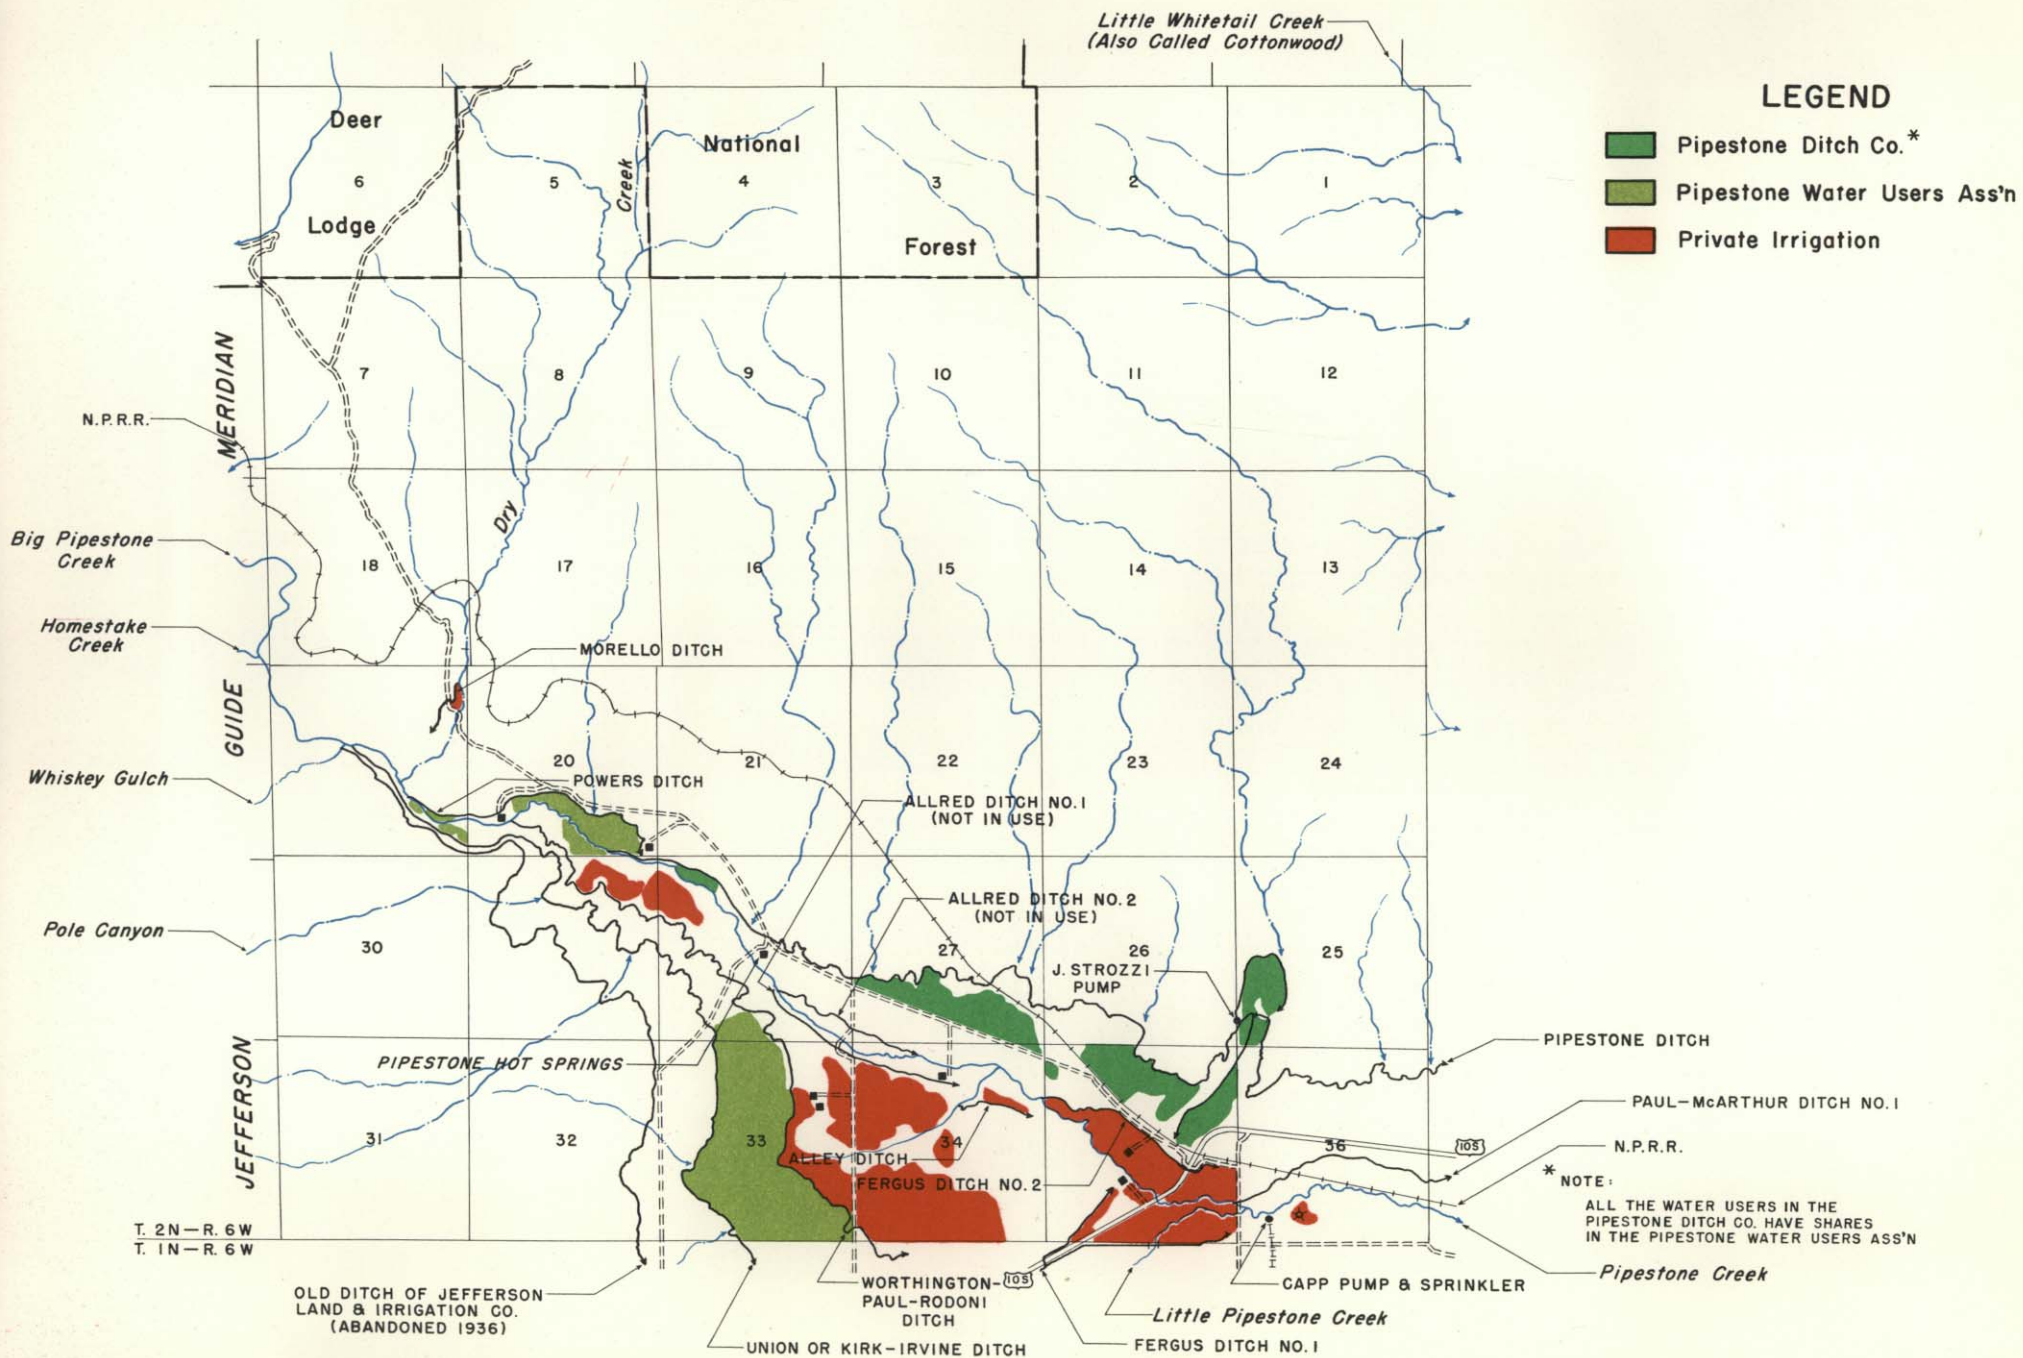 Little Whitetail Creek
(Also Called Cottonwood)
LEGEND
Pipestone Ditch Co.*
Pipestone Water Users Ass'n
Private Irrigation
Deer
Lodge
National
Forest
Creek
Dry
6
5
4
3
2
1
7
8
9
10
11
12
MERIDIAN
N.P.R.R.
18
17
16
15
14
13
Big Pipestone
Creek
Homestake
Creek
MORELLO DITCH
GUIDE
Whiskey Gulch
20
21
22
23
24
POWERS DITCH
ALLRED DITCH NO. 1
(NOT IN USE)
ALLRED DITCH NO. 2
(NOT IN USE)
Pole Canyon
30
27
26
25
J. STROZZI
PUMP
PIPESTONE HOT SPRINGS
PIPESTONE DITCH
JEFFERSON
31
32
33
34
36
ALLEY DITCH
FERGUS DITCH NO. 2
10S
PAUL-McARTHUR DITCH NO. 1
N.P.R.R.
*NOTE:
ALL THE WATER USERS IN THE
PIPESTONE DITCH CO. HAVE SHARES
IN THE PIPESTONE WATER USERS ASS'N
T. 2N-R. 6W
T. 1N-R. 6W
OLD DITCH OF JEFFERSON
LAND & IRRIGATION CO.
(ABANDONED 1936)
WORTHINGTON-
PAUL-RODONI
DITCH
10S
UNION OR KIRK-IRVINE DITCH
Little Pipestone Creek
FERGUS DITCH NO. 1
CAPP PUMP & SPRINKLER
Pipestone Creek